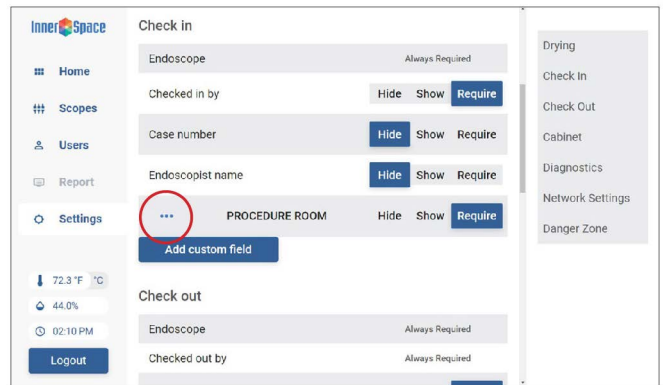 InnerSpace
Home
Scopes
Users
Report
Settings
72.3 °F °C
44.0%
02:10 PM
Logout
Check in
Endoscope Always Required
Checked in by Hide Show Require
Case number Hide Show Require
Endoscopist name Hide Show Require
••• PROCEDURE ROOM Hide Show Require
Add custom field
Check out
Endoscope Always Required
Checked out by Always Required
Drying
Check In
Check Out
Cabinet
Diagnostics
Network Settings
Danger Zone